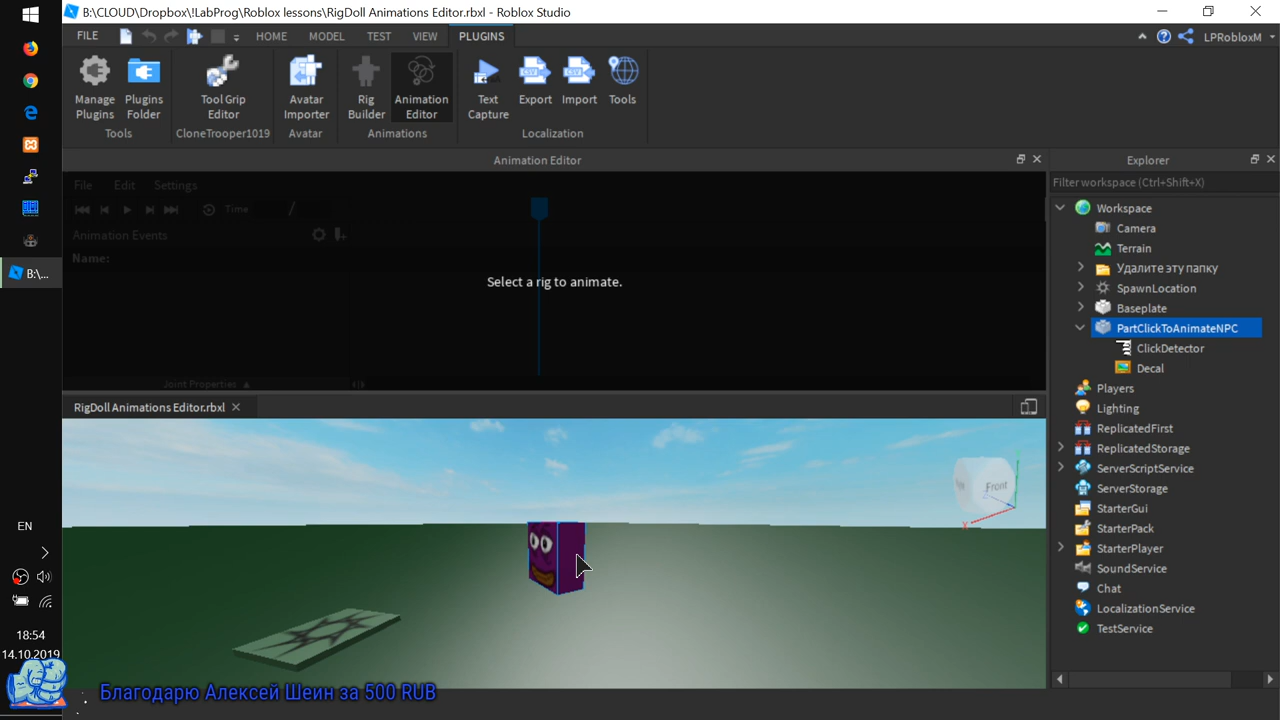 B:\CLOUD\Dropbox\!LabProg\Roblox lessons\RigDoll Animations Editor.rbxl - Roblox Studio
FILE HOME MODEL TEST VIEW PLUGINS LPRobloxM
Manage Plugins
Plugins Folder
Tool Grip Editor
Avatar Importer
Rig Builder
Animation Editor
Text Capture
Export
Import
Tools
Tools CloneTrooper1019 Avatar Animations Localization
Animation Editor
File Edit Settings
Time /
Animation Events
Name:
Select a rig to animate.
Joint Properties
RigDoll Animations Editor.rbxl
Front
Explorer
Filter workspace (Ctrl+Shift+X)
Workspace
Camera
Terrain
Удалите эту папку
SpawnLocation
Baseplate
PartClickToAnimateNPC
ClickDetector
Decal
Players
Lighting
ReplicatedFirst
ReplicatedStorage
ServerScriptService
ServerStorage
StarterGui
StarterPack
StarterPlayer
SoundService
Chat
LocalizationService
TestService
B:\...
EN
18:54
14.10.2019
Благодарю Алексей Шеин за 500 RUB